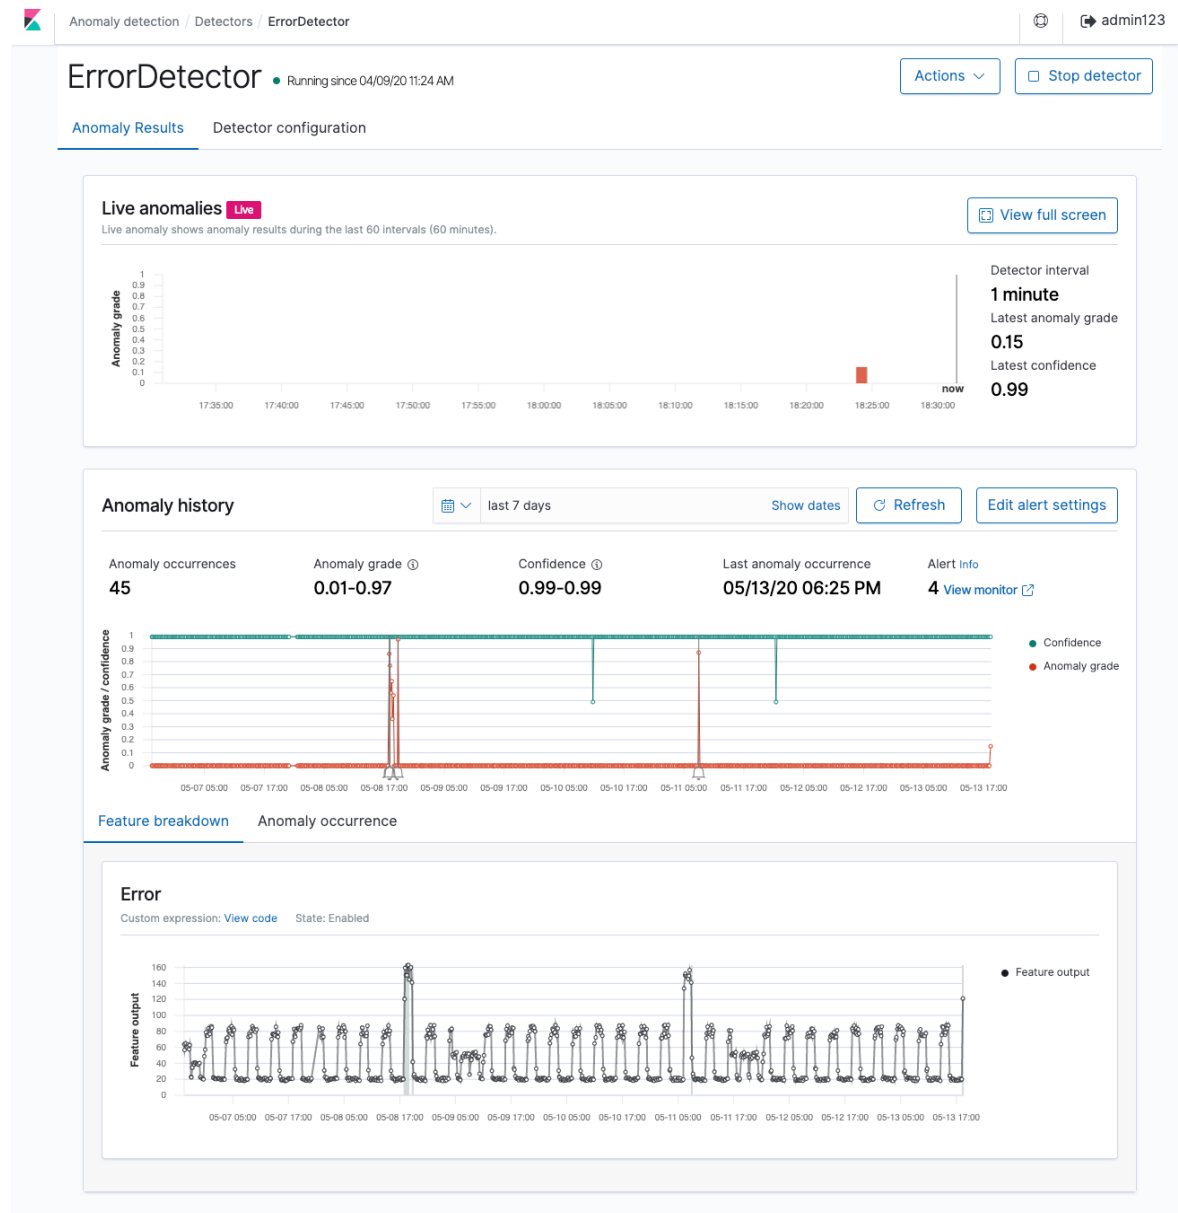 Anomaly detection / Detectors / ErrorDetector
admin123
ErrorDetector
Running since 04/09/20 11:24 AM
Actions
Stop detector
Anomaly Results
Detector configuration
Live anomalies
Live
View full screen
Live anomaly shows anomaly results during the last 60 intervals (60 minutes).
Anomaly grade
1
0.9
0.8
0.7
0.6
0.5
0.4
0.3
0.2
0.1
0
now
17:35:00 17:40:00 17:45:00 17:50:00 17:55:00 18:00:00 18:05:00 18:10:00 18:15:00 18:20:00 18:25:00 18:30:00
Detector interval
1 minute
Latest anomaly grade
0.15
Latest confidence
0.99
Anomaly history
last 7 days
Show dates
Refresh
Edit alert settings
Anomaly occurrences
45
Anomaly grade
0.01-0.97
Confidence
0.99-0.99
Last anomaly occurrence
05/13/20 06:25 PM
Alert Info
4 View monitor
Anomaly grade / confidence
1
0.9
0.8
0.7
0.6
0.5
0.4
0.3
0.2
0.1
0
05-07 05:00 05-07 17:00 05-08 05:00 05-08 17:00 05-09 05:00 05-09 17:00 05-10 05:00 05-10 17:00 05-11 05:00 05-11 17:00 05-12 05:00 05-12 17:00 05-13 05:00 05-13 17:00
Confidence
Anomaly grade
Feature breakdown
Anomaly occurrence
Error
Custom expression: View code State: Enabled
Feature output
160
140
120
100
80
60
40
20
0
05-07 05:00 05-07 17:00 05-08 05:00 05-08 17:00 05-09 05:00 05-09 17:00 05-10 05:00 05-10 17:00 05-11 05:00 05-11 17:00 05-12 05:00 05-12 17:00 05-13 05:00 05-13 17:00
Feature output